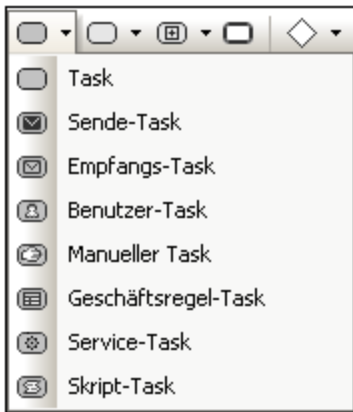 Task
Sende-Task
Empfangs-Task
Benutzer-Task
Manueller Task
Geschäftsregel-Task
Service-Task
Skript-Task